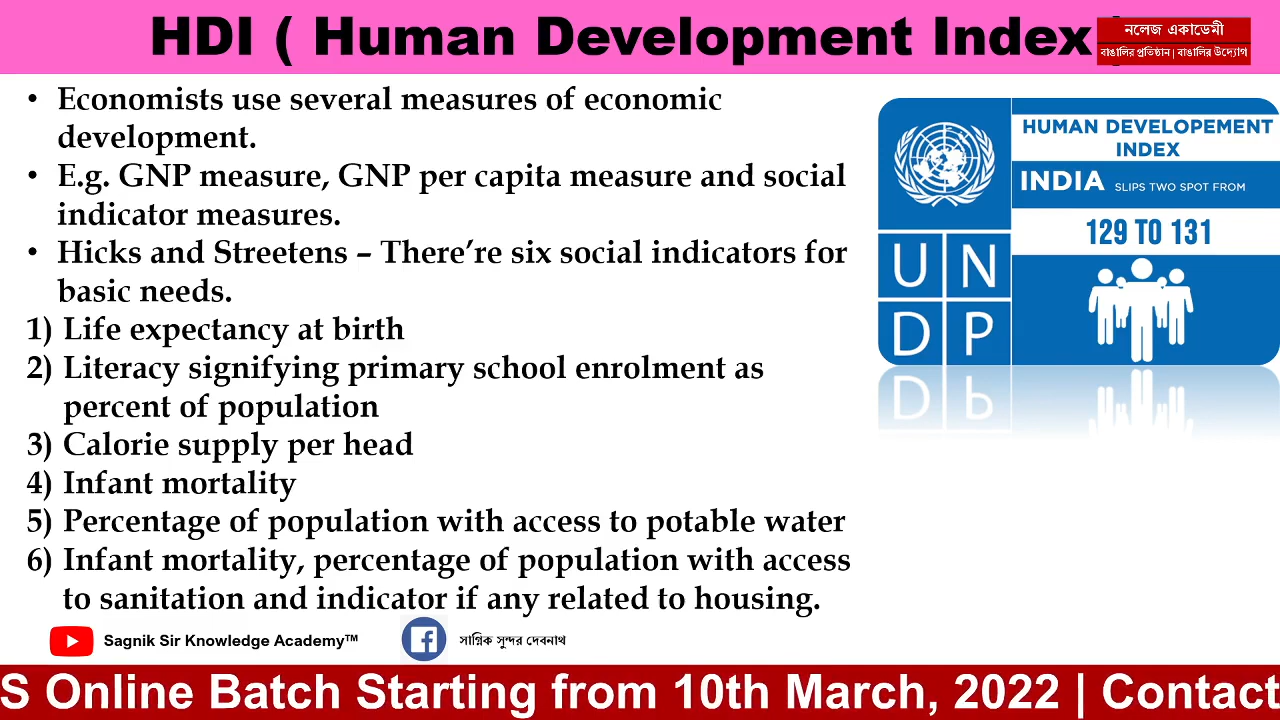 HDI ( Human Development Index )
নলেজ একাডেমী
বাঙালির প্রতিষ্ঠান | বাঙালির উদ্যোগ
• Economists use several measures of economic
development.
• E.g. GNP measure, GNP per capita measure and social
indicator measures.
• Hicks and Streetens – There’re six social indicators for
basic needs.
1) Life expectancy at birth
2) Literacy signifying primary school enrolment as
percent of population
3) Calorie supply per head
4) Infant mortality
5) Percentage of population with access to potable water
6) Infant mortality, percentage of population with access
to sanitation and indicator if any related to housing.
HUMAN DEVELOPEMENT
INDEX
INDIA SLIPS TWO SPOT FROM
129 TO 131
U N
D P
Sagnik Sir Knowledge Academy™
সাগ্নিক সুন্দর দেবনাথ
S Online Batch Starting from 10th March, 2022 | Contact